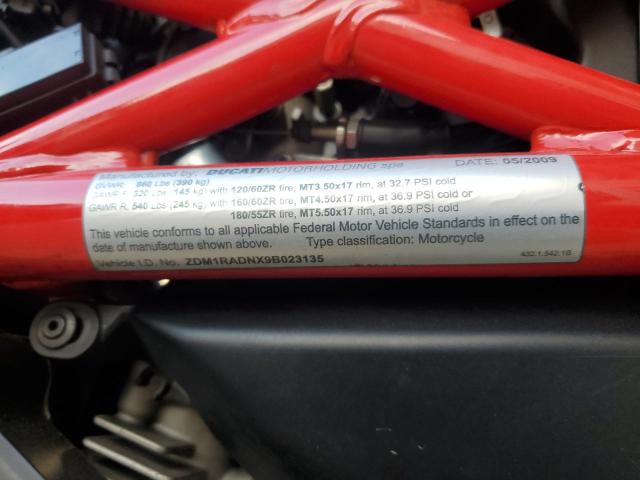 Manufactured by: DUCATIMOTORHOLDING spa DATE: 05/2009
GVWR: 860 Lbs (390 kg)
GAWR F. 320 Lbs 145 kg) with 120/60ZR tire, MT3.50x17 rim, at 32.7 PSI cold
GAWR R. 540 Lbs (245 kg) with 160/60ZR tire, MT4.50x17 rim, at 36.9 PSI cold or
180/55ZR tire, MT5.50x17 rim, at 36.9 PSI cold
This vehicle conforms to all applicable Federal Motor Vehicle Standards in effect on the
date of manufacture shown above. Type classification: Motorcycle
Vehicle I.D. No. ZDM1RADNX9B023135 432.1.542.1B